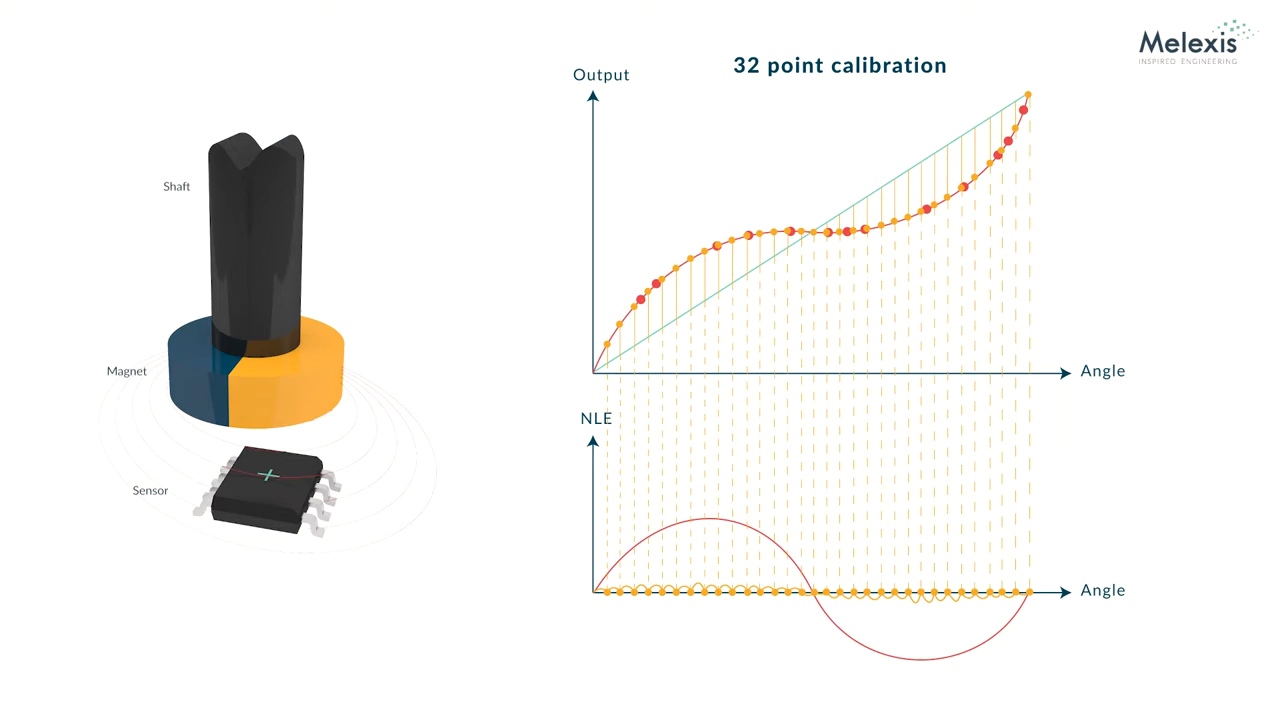 Melexis
INSPIRED ENGINEERING
32 point calibration
Output
Shaft
Angle
Magnet
NLE
Sensor
Angle